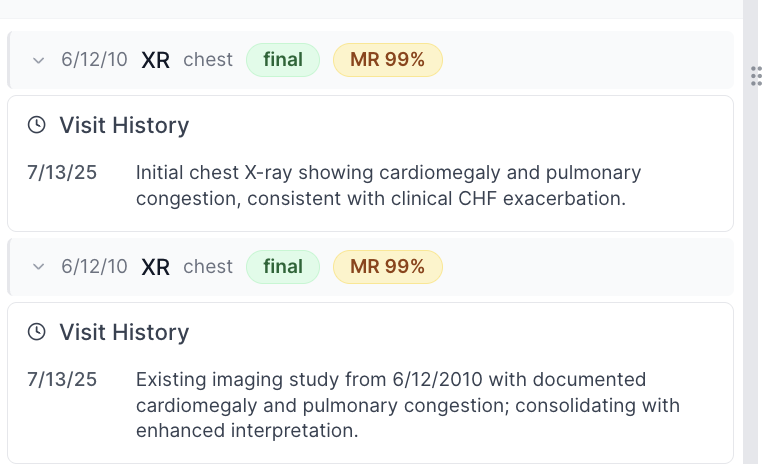 6/12/10 XR chest final MR 99%
Visit History
7/13/25 Initial chest X-ray showing cardiomegaly and pulmonary
congestion, consistent with clinical CHF exacerbation.
6/12/10 XR chest final MR 99%
Visit History
7/13/25 Existing imaging study from 6/12/2010 with documented
cardiomegaly and pulmonary congestion; consolidating with
enhanced interpretation.